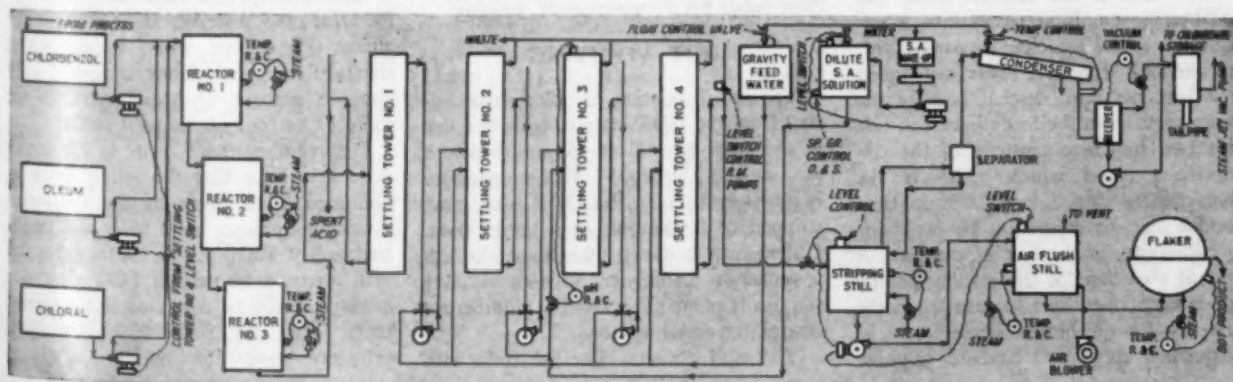 FROM PROCESS
CHLORBENZOL
OLEUM
CHLORAL
CONTROL FROM SETTLING
TOWER NO 4 LEVEL SWITCH
REACTOR
NO. 1
TEMP.
R. & C.
STEAM
REACTOR
NO. 2
TEMP.
R. & C.
STEAM
REACTOR
NO. 3
TEMP.
R. & C.
STEAM
SPENT
ACID
SETTLING TOWER NO. 1
WASTE
SETTLING TOWER NO. 2
SETTLING TOWER NO. 3
PH
R. & C.
SETTLING TOWER NO. 4
FLOAT CONTROL VALVE
GRAVITY
FEED
WATER
LEVEL
SWITCH CONTROL
R.M.
PUMPS
LEVEL SWITCH
DILUTE
S.A.
SOLUTION
SP. GR.
CONTROL
O. & S.
WATER
S.A.
MAKE-UP
LEVEL
CONTROL
STRIPPING
STILL
TEMP.
R. & C.
STEAM
SEPARATOR
TEMP. CONTROL
CONDENSER
VACUUM
CONTROL
RECEIVER
TO CHLORBENZOL
STORAGE
TAILPIPE
STEAM JET VAC. PUMP
LEVEL
SWITCH
TO VENT
AIR FLUSH
STILL
STEAM
TEMP.
R. & C.
AIR
BLOWER
FLAKER
TEMP.
R. & C.
STEAM
DDT PRODUCT